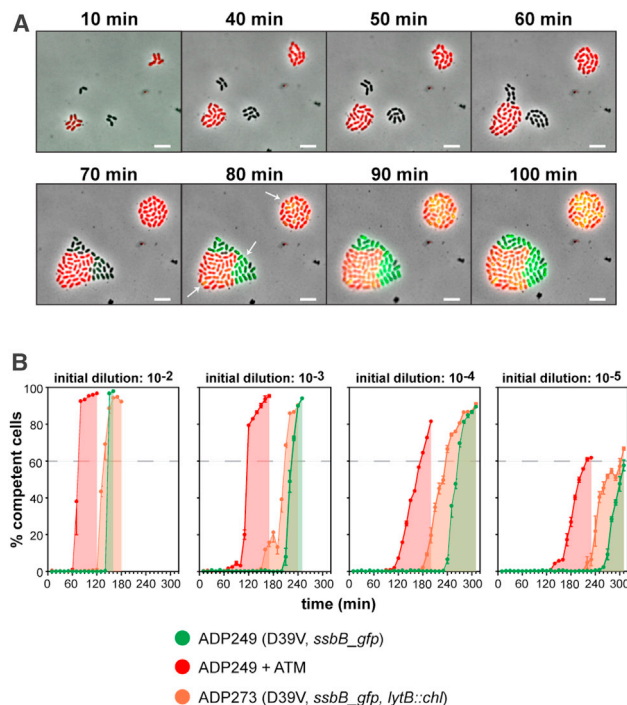 A
10 min 40 min 50 min 60 min
70 min 80 min 90 min 100 min
B
initial dilution: 10-2 initial dilution: 10-3 initial dilution: 10-4 initial dilution: 10-5
% competent cells
100
80
60
40
20
0
0 60 120 180 240 300 0 60 120 180 240 300 0 60 120 180 240 300 0 60 120 180 240 300
time (min)
ADP249 (D39V, ssbB_gfp)
ADP249 + ATM
ADP273 (D39V, ssbB_gfp, lytB::chl)